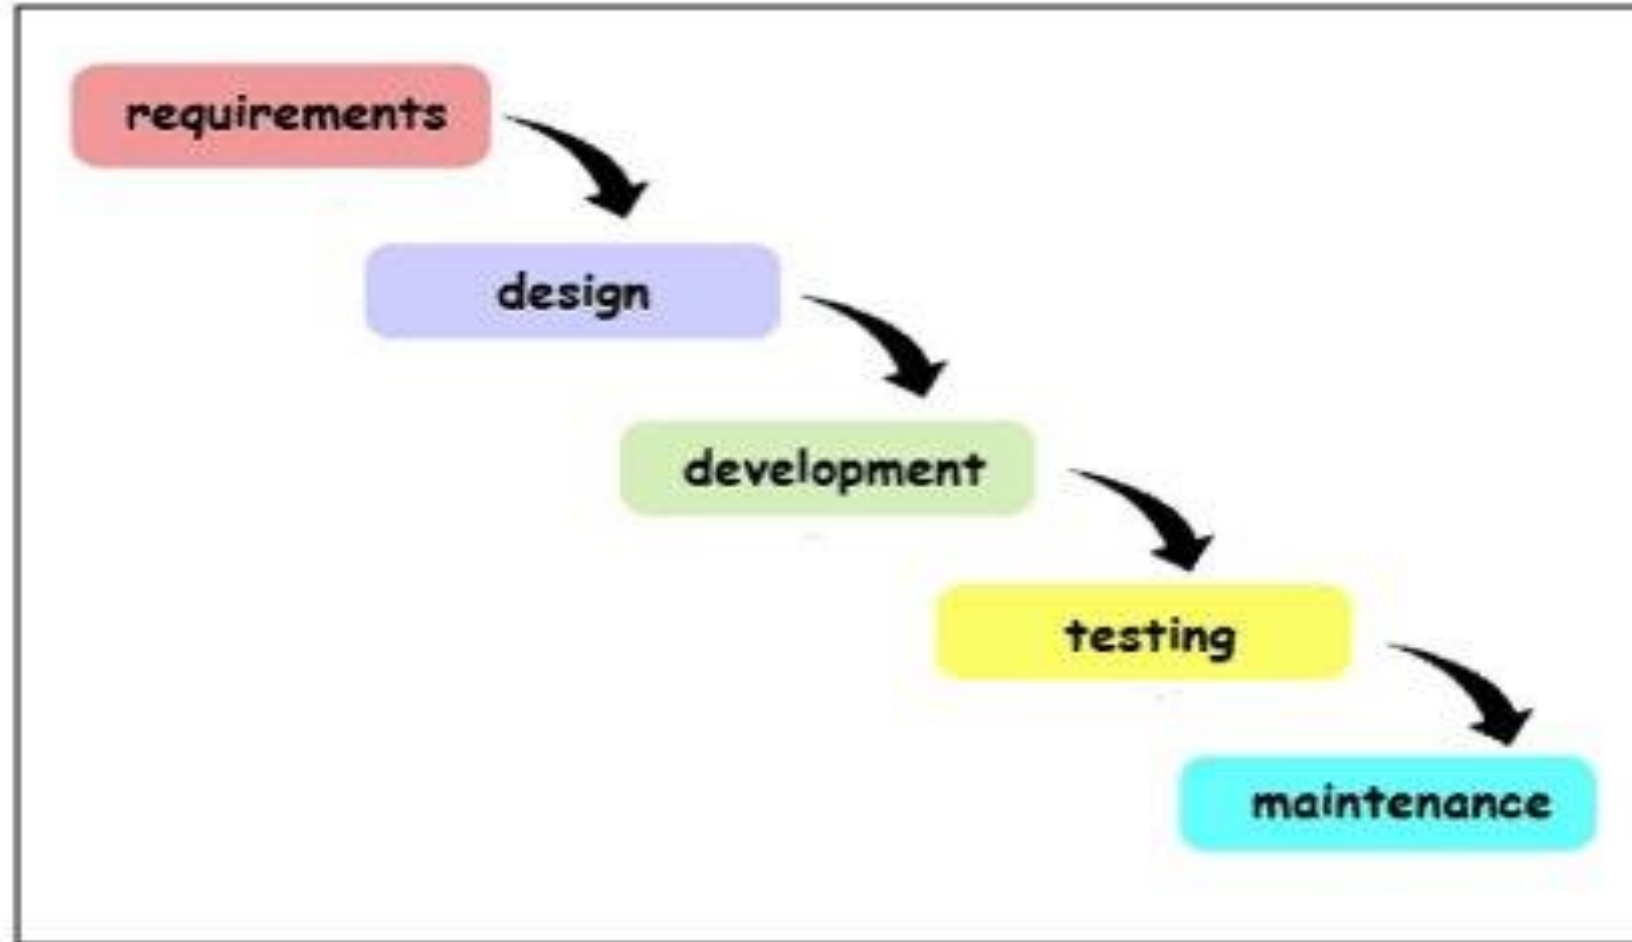 requirements
design
development
testing
maintenance